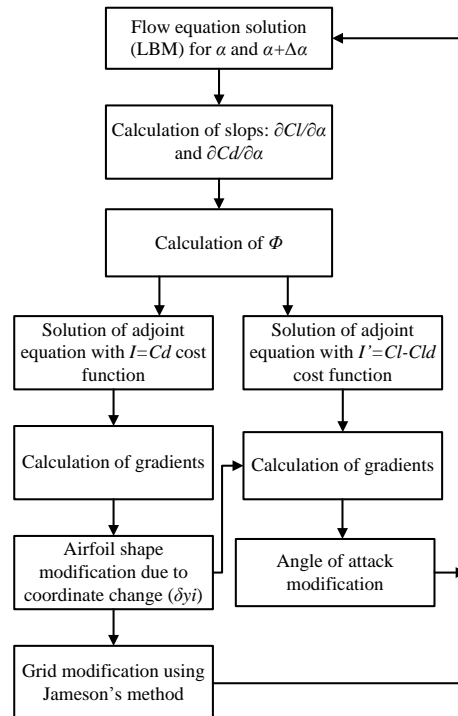 Flow equation solution
(LBM) for α and α+Δα
Calculation of slops: ∂Cl/∂α
and ∂Cd/∂α
Calculation of Φ
Solution of adjoint
equation with I=Cd cost
function
Solution of adjoint
equation with I'=Cl-Cld
cost function
Calculation of gradients
Calculation of gradients
Airfoil shape
modification due to
coordinate change (δyi)
Angle of attack
modification
Grid modification using
Jameson's method